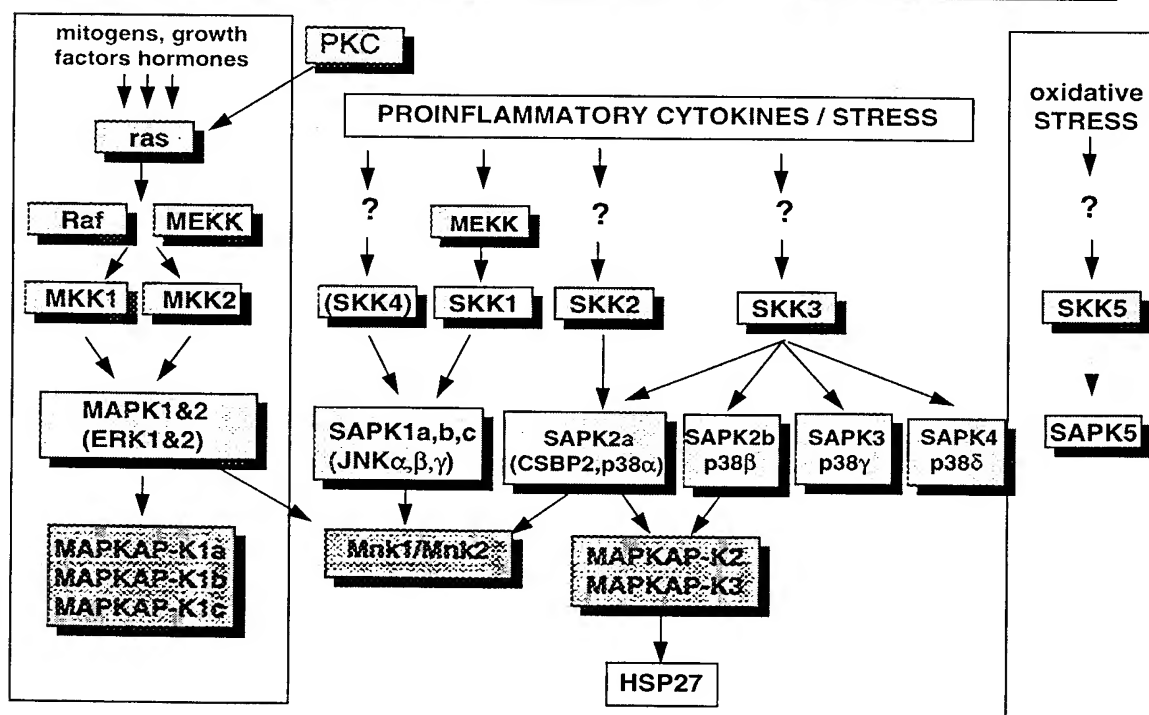 mitogens, growth
factors hormones
PKC
ras
Raf
MEKK
MKK1
MKK2
MAPK1&2
(ERK1&2)
MAPKAP-K1a
MAPKAP-K1b
MAPKAP-K1c
PROINFLAMMATORY CYTOKINES / STRESS
?
MEKK
?
?
(SKK4)
SKK1
SKK2
SKK3
SAPK1a,b,c
(JNKα,β,γ)
SAPK2a
(CSBP2,p38α)
SAPK2b
p38β
SAPK3
p38γ
SAPK4
p38δ
Mnk1/Mnk2
MAPKAP-K2
MAPKAP-K3
HSP27
oxidative
STRESS
?
SKK5
SAPK5